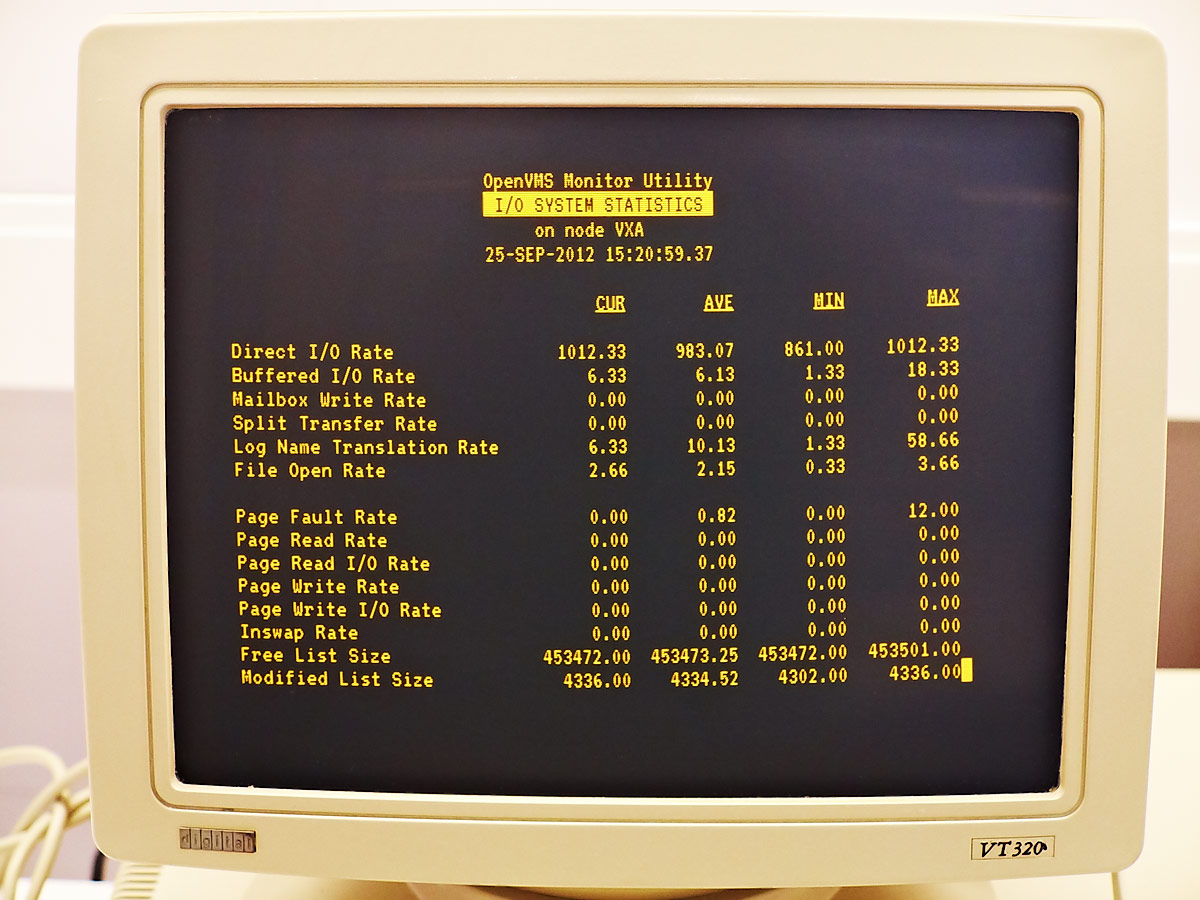 OpenVMS Monitor Utility
I/O SYSTEM STATISTICS
on node VXA
25-SEP-2012 15:20:59.37
CUR AVE MIN MAX
Direct I/O Rate 1012.33 983.07 861.00 1012.33
Buffered I/O Rate 6.33 6.13 1.33 18.33
Mailbox Write Rate 0.00 0.00 0.00 0.00
Split Transfer Rate 0.00 0.00 0.00 0.00
Log Name Translation Rate 6.33 10.13 1.33 58.66
File Open Rate 2.66 2.15 0.33 3.66
Page Fault Rate 0.00 0.82 0.00 12.00
Page Read Rate 0.00 0.00 0.00 0.00
Page Read I/O Rate 0.00 0.00 0.00 0.00
Page Write Rate 0.00 0.00 0.00 0.00
Page Write I/O Rate 0.00 0.00 0.00 0.00
Inswap Rate 0.00 0.00 0.00 0.00
Free List Size 453472.00 453473.25 453472.00 453501.00
Modified List Size 4336.00 4334.52 4302.00 4336.00
digital
VT320